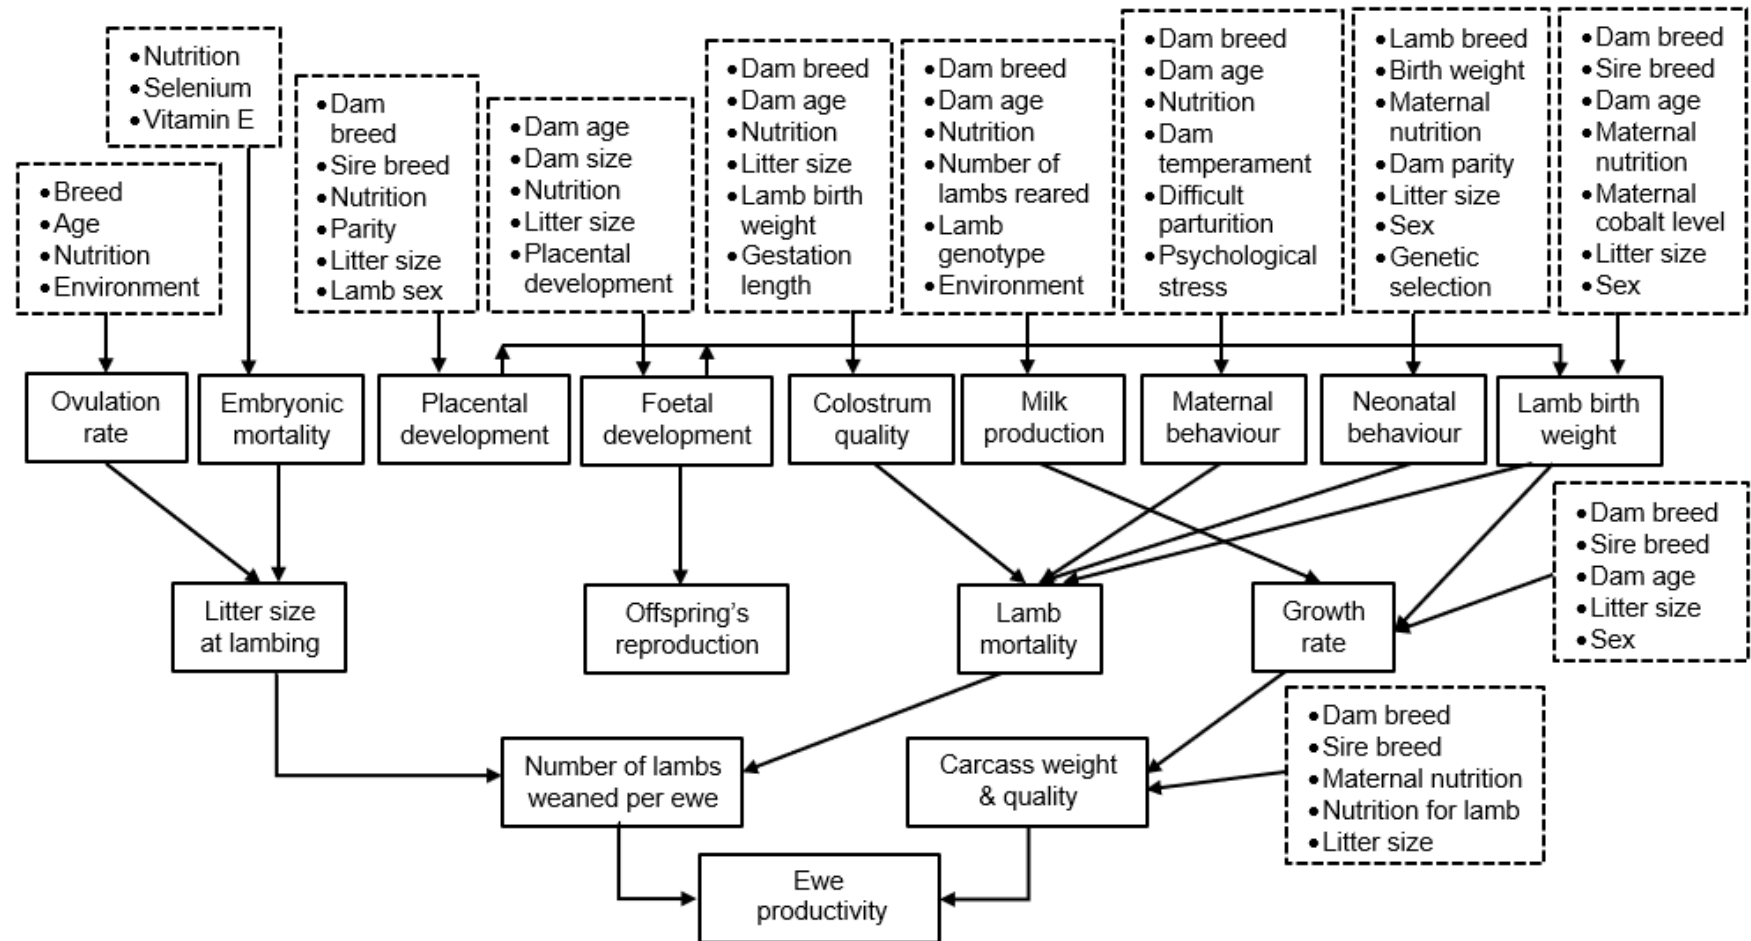 • Nutrition
• Selenium
• Vitamin E
• Breed
• Age
• Nutrition
• Environment
• Dam
breed
• Sire breed
• Nutrition
• Parity
• Litter size
• Lamb sex
• Dam age
• Dam size
• Nutrition
• Litter size
• Placental
development
• Dam breed
• Dam age
• Nutrition
• Litter size
• Lamb birth
weight
• Gestation
length
• Dam breed
• Dam age
• Nutrition
• Number of
lambs reared
• Lamb
genotype
• Environment
• Dam breed
• Dam age
• Nutrition
• Dam
temperament
• Difficult
parturition
• Psychological
stress
• Lamb breed
• Birth weight
• Maternal
nutrition
• Dam parity
• Litter size
• Sex
• Genetic
selection
• Dam breed
• Sire breed
• Dam age
• Maternal
nutrition
• Maternal
cobalt level
• Litter size
• Sex
Ovulation
rate
Embryonic
mortality
Placental
development
Foetal
development
Colostrum
quality
Milk
production
Maternal
behaviour
Neonatal
behaviour
Lamb birth
weight
• Dam breed
• Sire breed
• Dam age
• Litter size
• Sex
Litter size
at lambing
Offspring's
reproduction
Lamb
mortality
Growth
rate
• Dam breed
• Sire breed
• Maternal nutrition
• Nutrition for lamb
• Litter size
Number of lambs
weaned per ewe
Carcass weight
& quality
Ewe
productivity